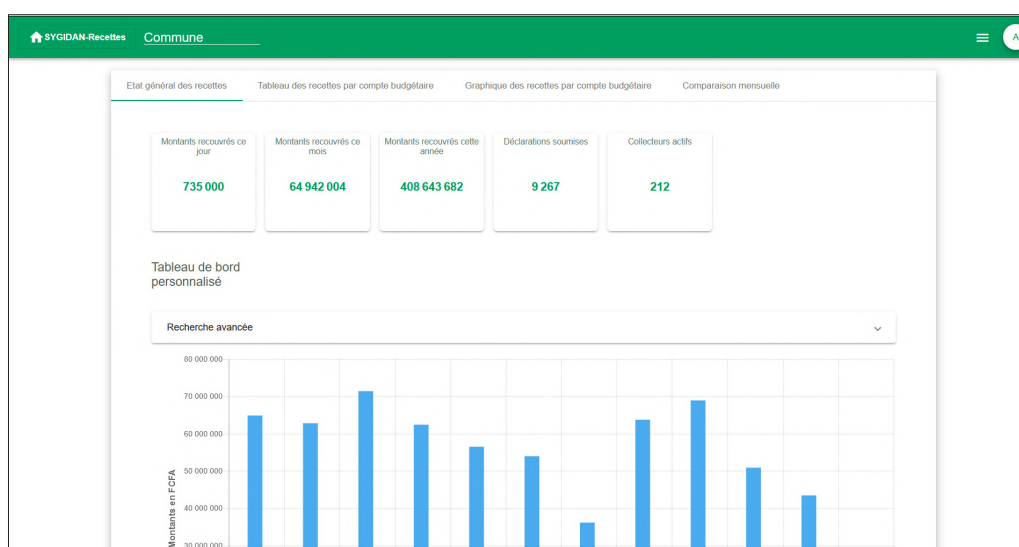 SYGIDAN-Recettes
Commune
A
Etat général des recettes
Tableau des recettes par compte budgétaire
Graphique des recettes par compte budgétaire
Comparaison mensuelle
Montants recouvrés ce
jour
735 000
Montants recouvrés ce
mois
64 942 004
Montants recouvrés cette
année
408 643 682
Déclarations soumises
9 267
Collecteurs actifs
212
Tableau de bord
personnalisé
Recherche avancée
80 000 000
70 000 000
60 000 000
50 000 000
40 000 000
30 000 000
Montants en FCFA